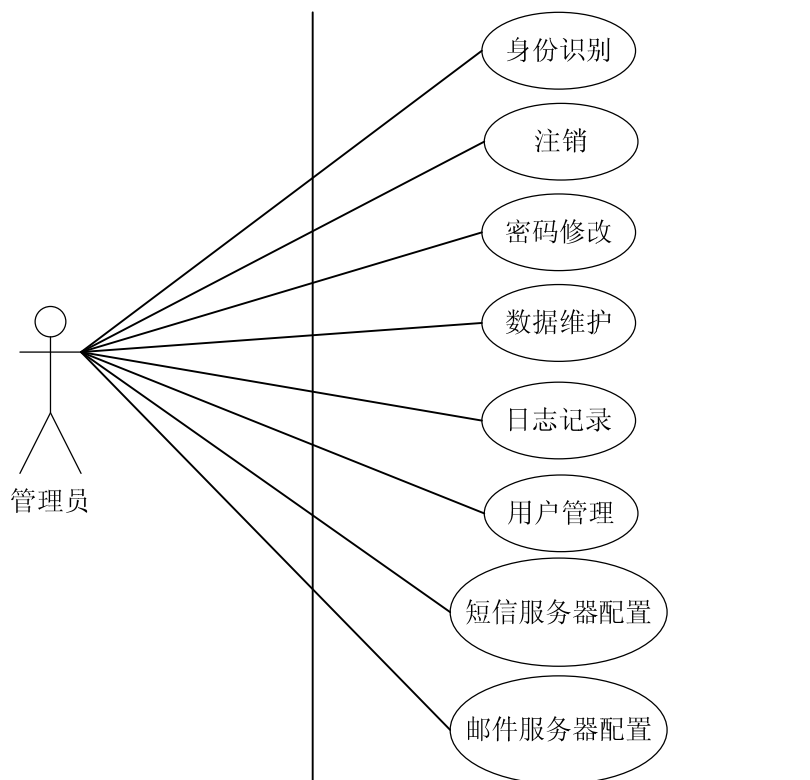 身份识别
注销
密码修改
数据维护
日志记录
用户管理
管理员
短信服务器配置
邮件服务器配置